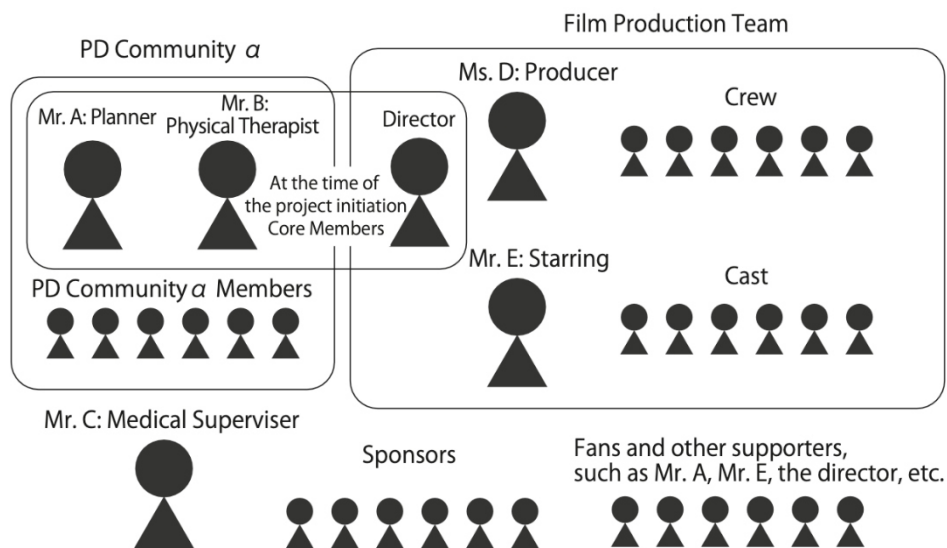 Film Production Team
PD Community α
Ms. D: Producer
Crew
Mr. A: Planner
Mr. B:
Physical Therapist
Director
At the time of
the project initiation
Core Members
Mr. E: Starring
Cast
PD Community α Members
Mr. C: Medical Superviser
Sponsors
Fans and other supporters,
such as Mr. A, Mr. E, the director, etc.